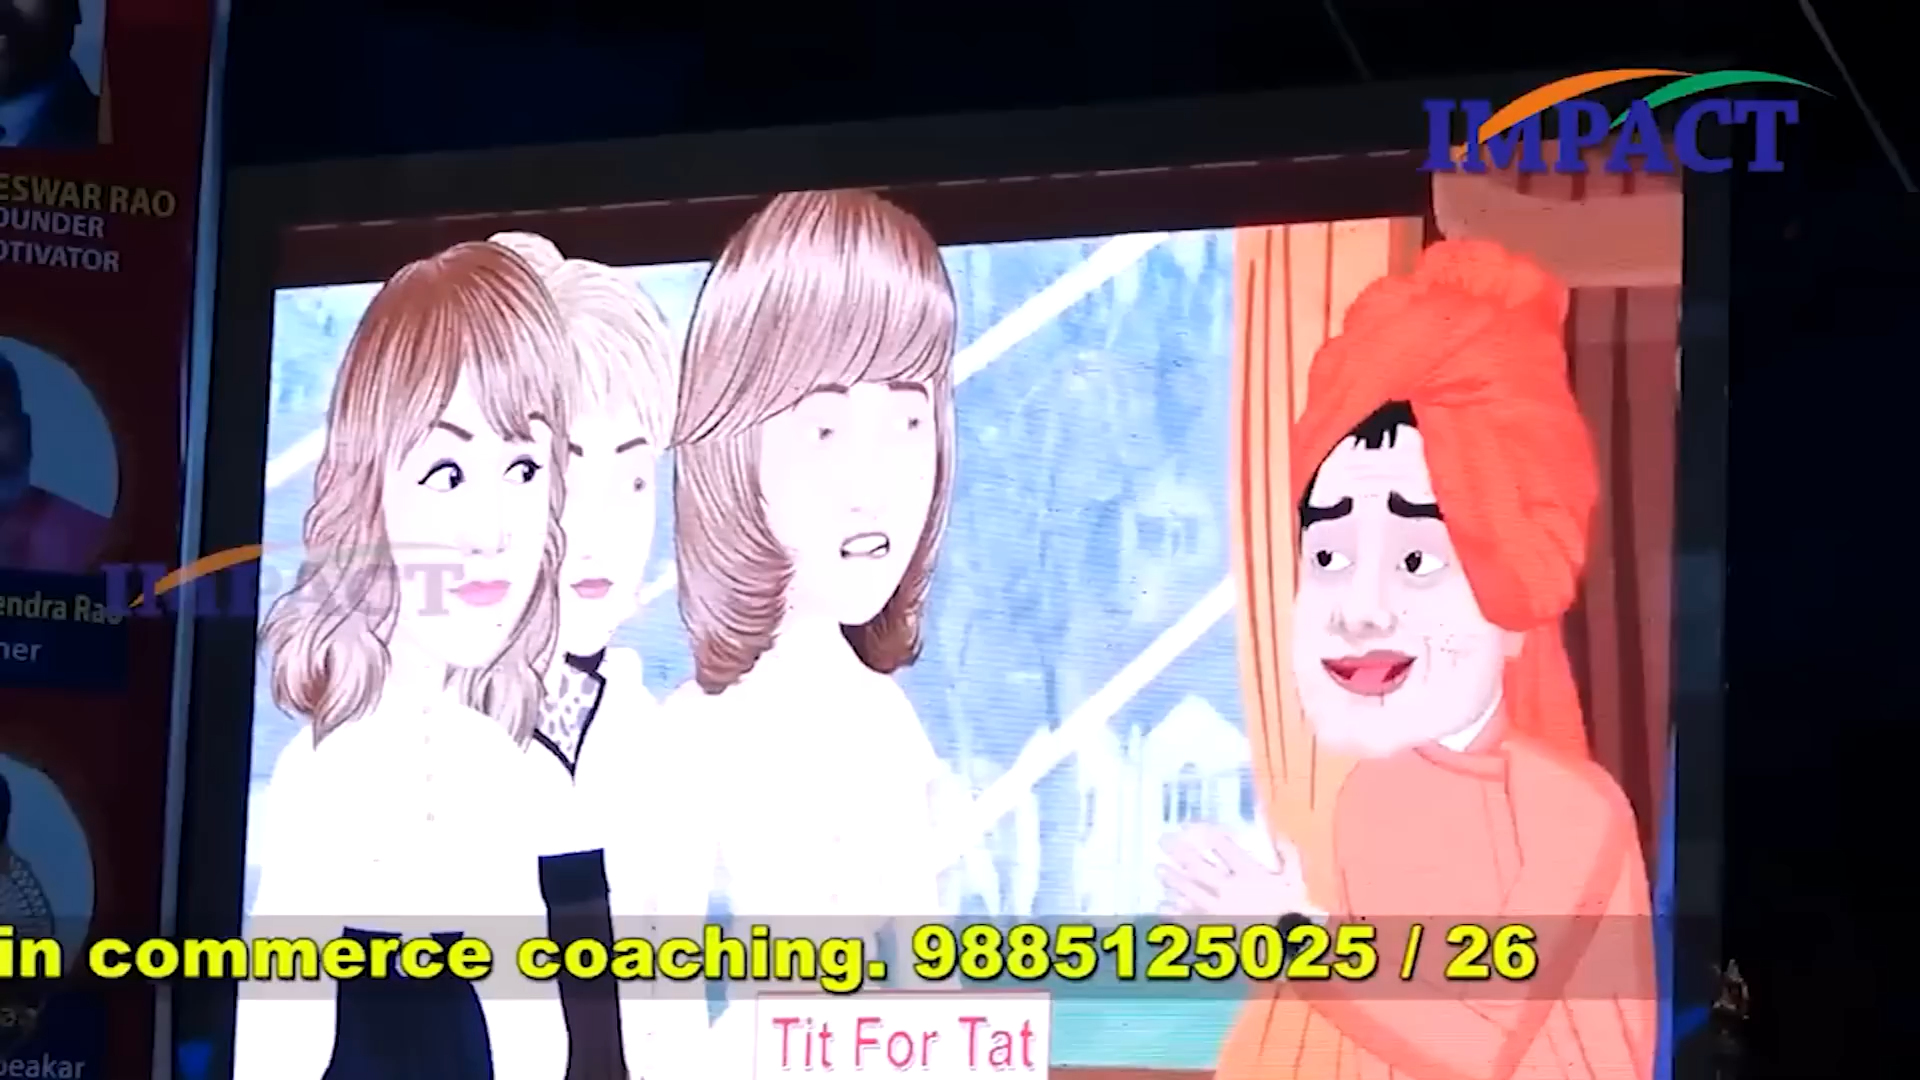 IMPACT
ESWAR RAO
OUNDER
OTIVATOR
IMPACT
endra Rao
ner
in commerce coaching. 9885125025 / 26
Tit For Tat
peakar